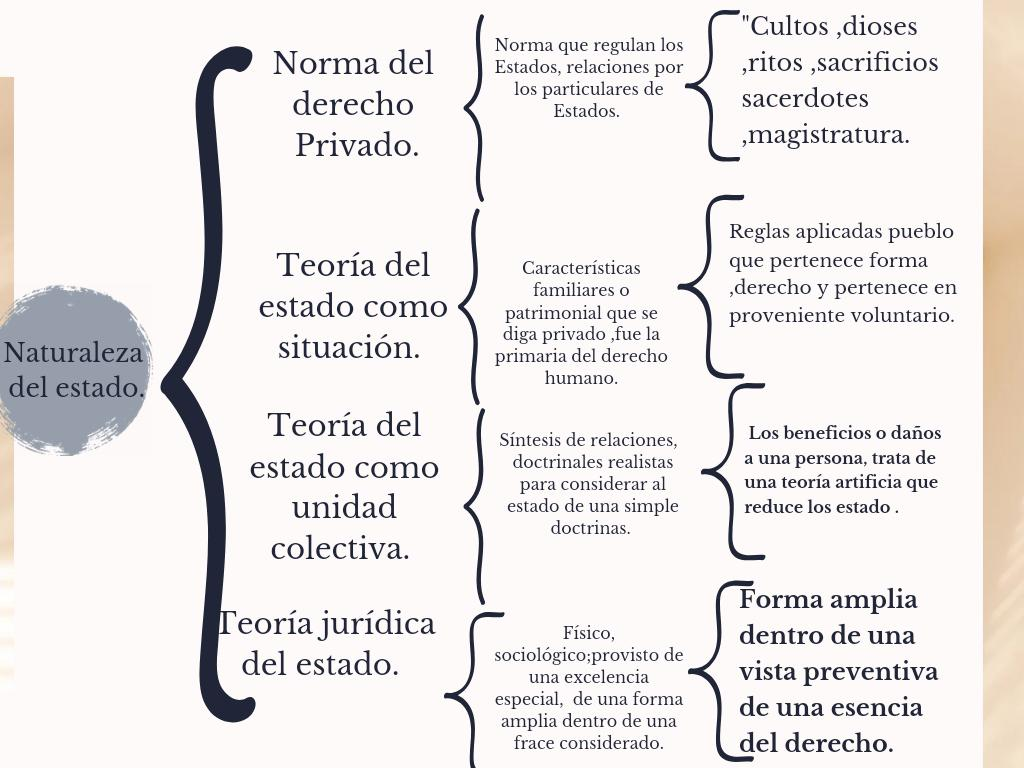 Naturaleza
del estado.
Norma del
derecho
Privado.
Norma que regulan los
Estados, relaciones por
los particulares de
Estados.
"Cultos ,dioses
,ritos ,sacrificios
sacerdotes
,magistratura.
Teoría del
estado como
situación.
Características
familiares o
patrimonial que se
diga privado ,fue la
primaria del derecho
humano.
Reglas aplicadas pueblo
que pertenece forma
,derecho y pertenece en
proveniente voluntario.
Teoría del
estado como
unidad
colectiva.
Síntesis de relaciones,
doctrinales realistas
para considerar al
estado de una simple
doctrinas.
Los beneficios o daños
a una persona, trata de
una teoría artificia que
reduce los estado .
Teoría jurídica
del estado.
Físico,
sociológico;provisto de
una excelencia
especial,  de una forma
amplia dentro de una
frace considerado.
Forma amplia
dentro de una
vista preventiva
de una esencia
del derecho.